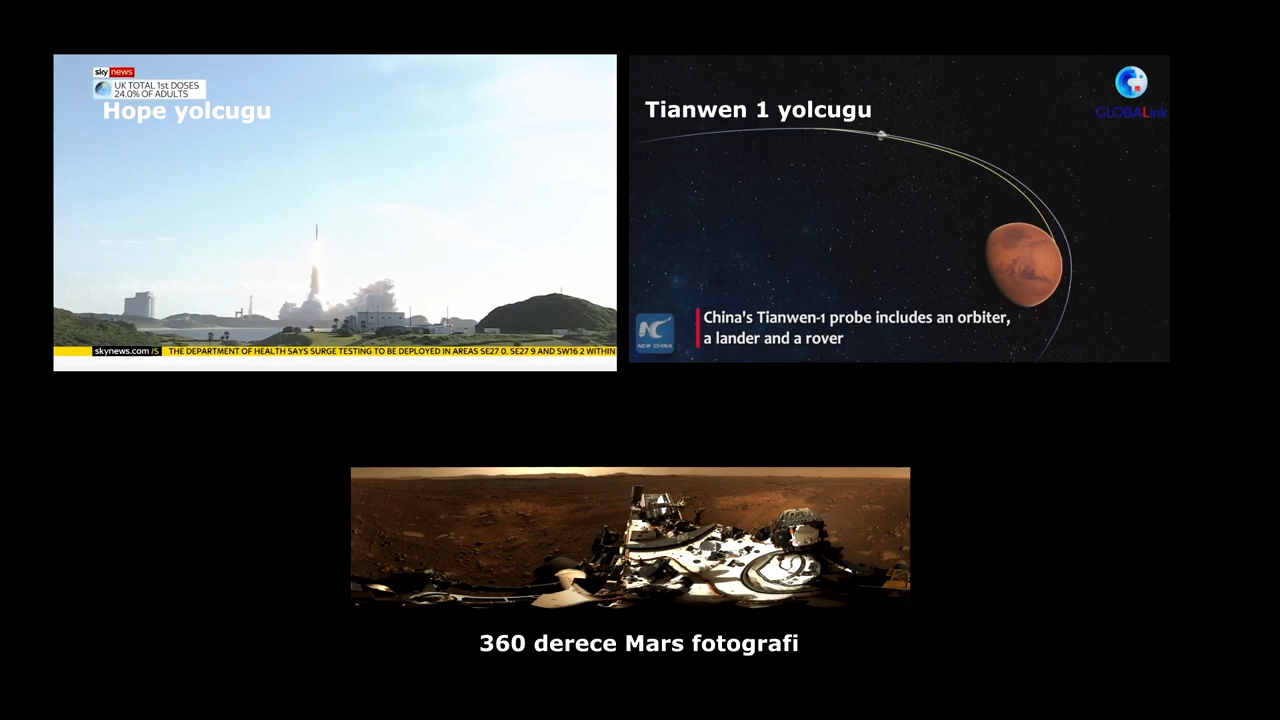 sky news
UK TOTAL 1st DOSES
24.0% OF ADULTS
Hope yolcugu
skynews.com /S THE DEPARTMENT OF HEALTH SAYS SURGE TESTING TO BE DEPLOYED IN AREAS SE27 0, SE27 9 AND SW16 2 WITHIN
Tianwen 1 yolcugu
GLOBALink
China's Tianwen-1 probe includes an orbiter,
a lander and a rover
NEW CHINA
360 derece Mars fotografi